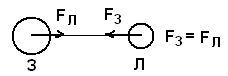 Fл Fз Fз = Fл
З Л